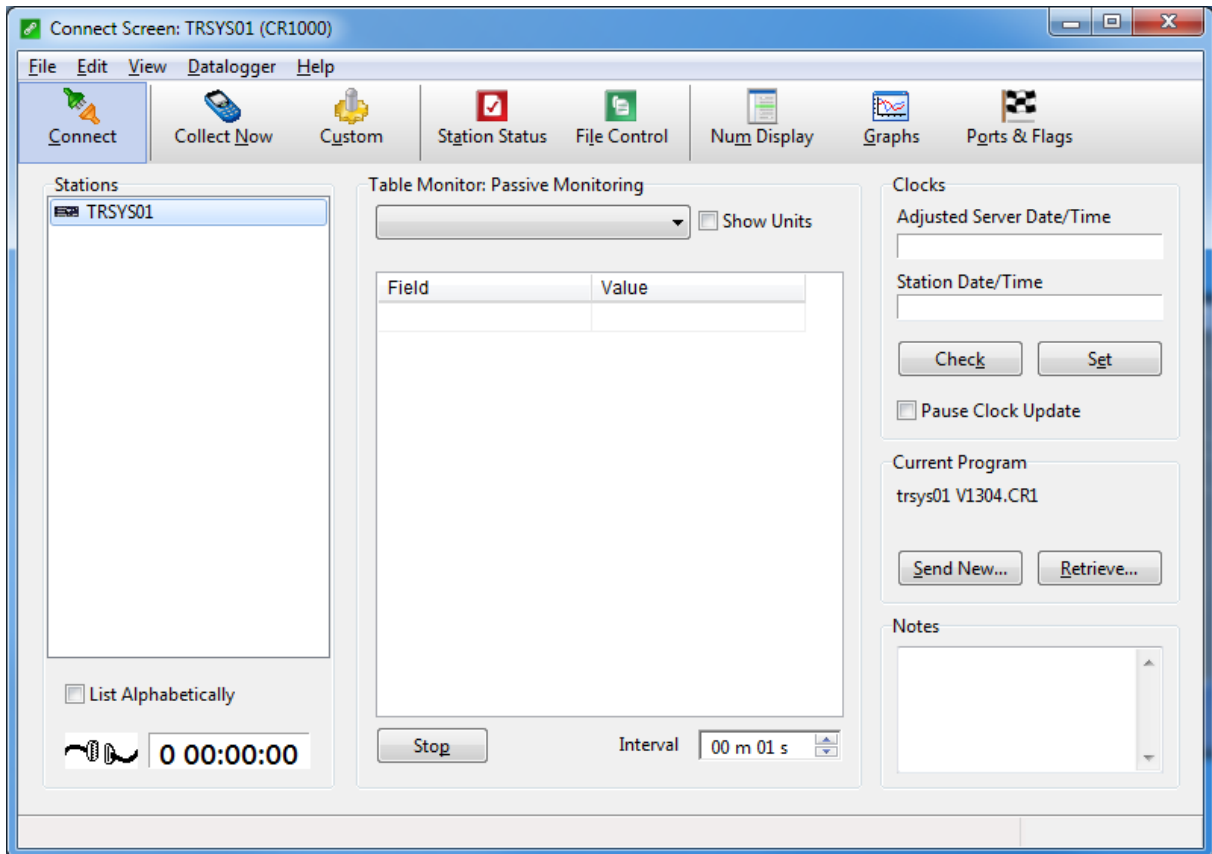 Connect Screen: TRSYS01 (CR1000)
File Edit View Datalogger Help
Connect Collect Now Custom Station Status File Control Num Display Graphs Ports & Flags
Stations
TRSYS01
List Alphabetically
0 00:00:00
Table Monitor: Passive Monitoring
Show Units
Field Value
Stop Interval 00 m 01 s
Clocks
Adjusted Server Date/Time
Station Date/Time
Check Set
Pause Clock Update
Current Program
trsys01 V1304.CR1
Send New... Retrieve...
Notes